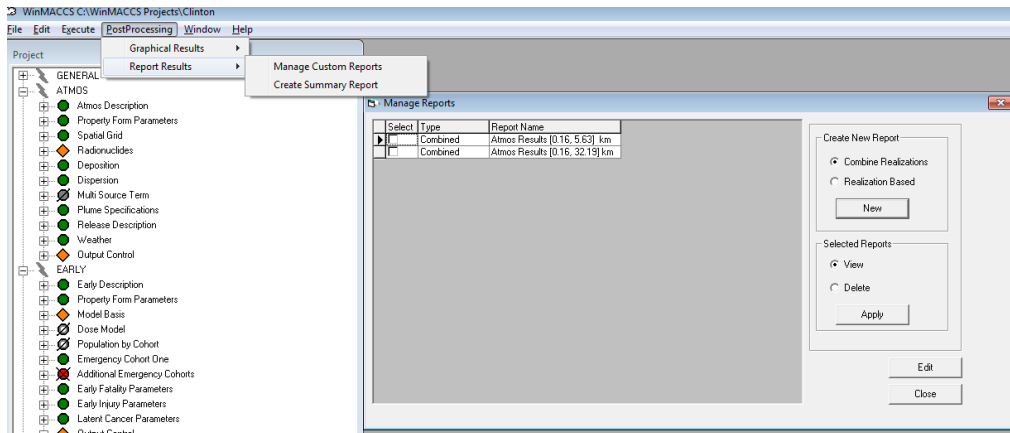 WinMACCS C:\WinMACCS Projects\Clinton
File Edit Execute PostProcessing Window Help
Graphical Results
Report Results
Manage Custom Reports
Create Summary Report
Project
GENERAL
ATMOS
Atmos Description
Property Form Parameters
Spatial Grid
Radionuclides
Deposition
Dispersion
Multi Source Term
Plume Specifications
Release Description
Weather
Output Control
EARLY
Early Description
Property Form Parameters
Model Basis
Dose Model
Population by Cohort
Emergency Cohort One
Additional Emergency Cohorts
Early Fatality Parameters
Early Injury Parameters
Latent Cancer Parameters
Output Control
Manage Reports
Select Type Report Name
Combined Atmos Results [0.16, 5.63] km
Combined Atmos Results [0.16, 32.19] km
Create New Report
Combine Realizations
Realization Based
New
Selected Reports
View
Delete
Apply
Edit
Close